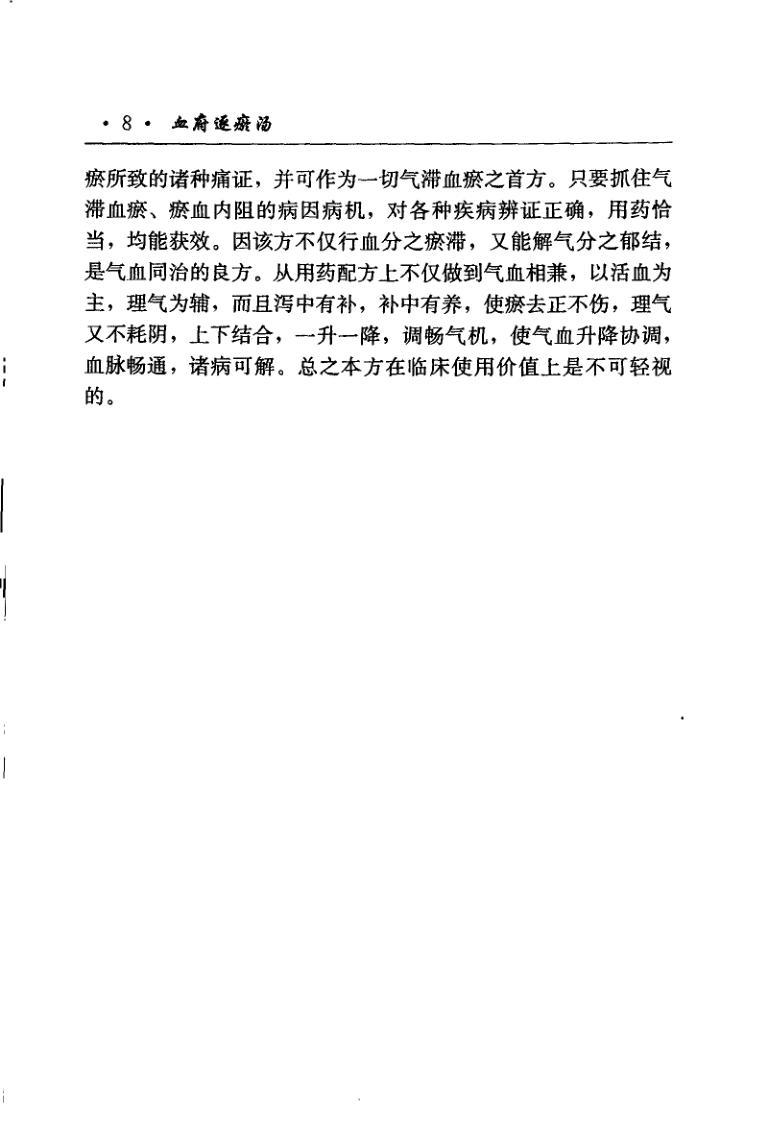 ·8· 血府逐瘀汤
瘀所致的诸种痛证，并可作为一切气滞血瘀之首方。只要抓住气
滞血瘀、瘀血内阻的病因病机，对各种疾病辨证正确，用药恰
当，均能获效。因该方不仅行血分之瘀滞，又能解气分之郁结，
是气血同治的良方。从用药配方上不仅做到气血相兼，以活血为
主，理气为辅，而且泻中有补，补中有养，使瘀去正不伤，理气
又不耗阴，上下结合，一升一降，调畅气机，使气血升降协调，
血脉畅通，诸病可解。总之本方在临床使用价值上是不可轻视
的。